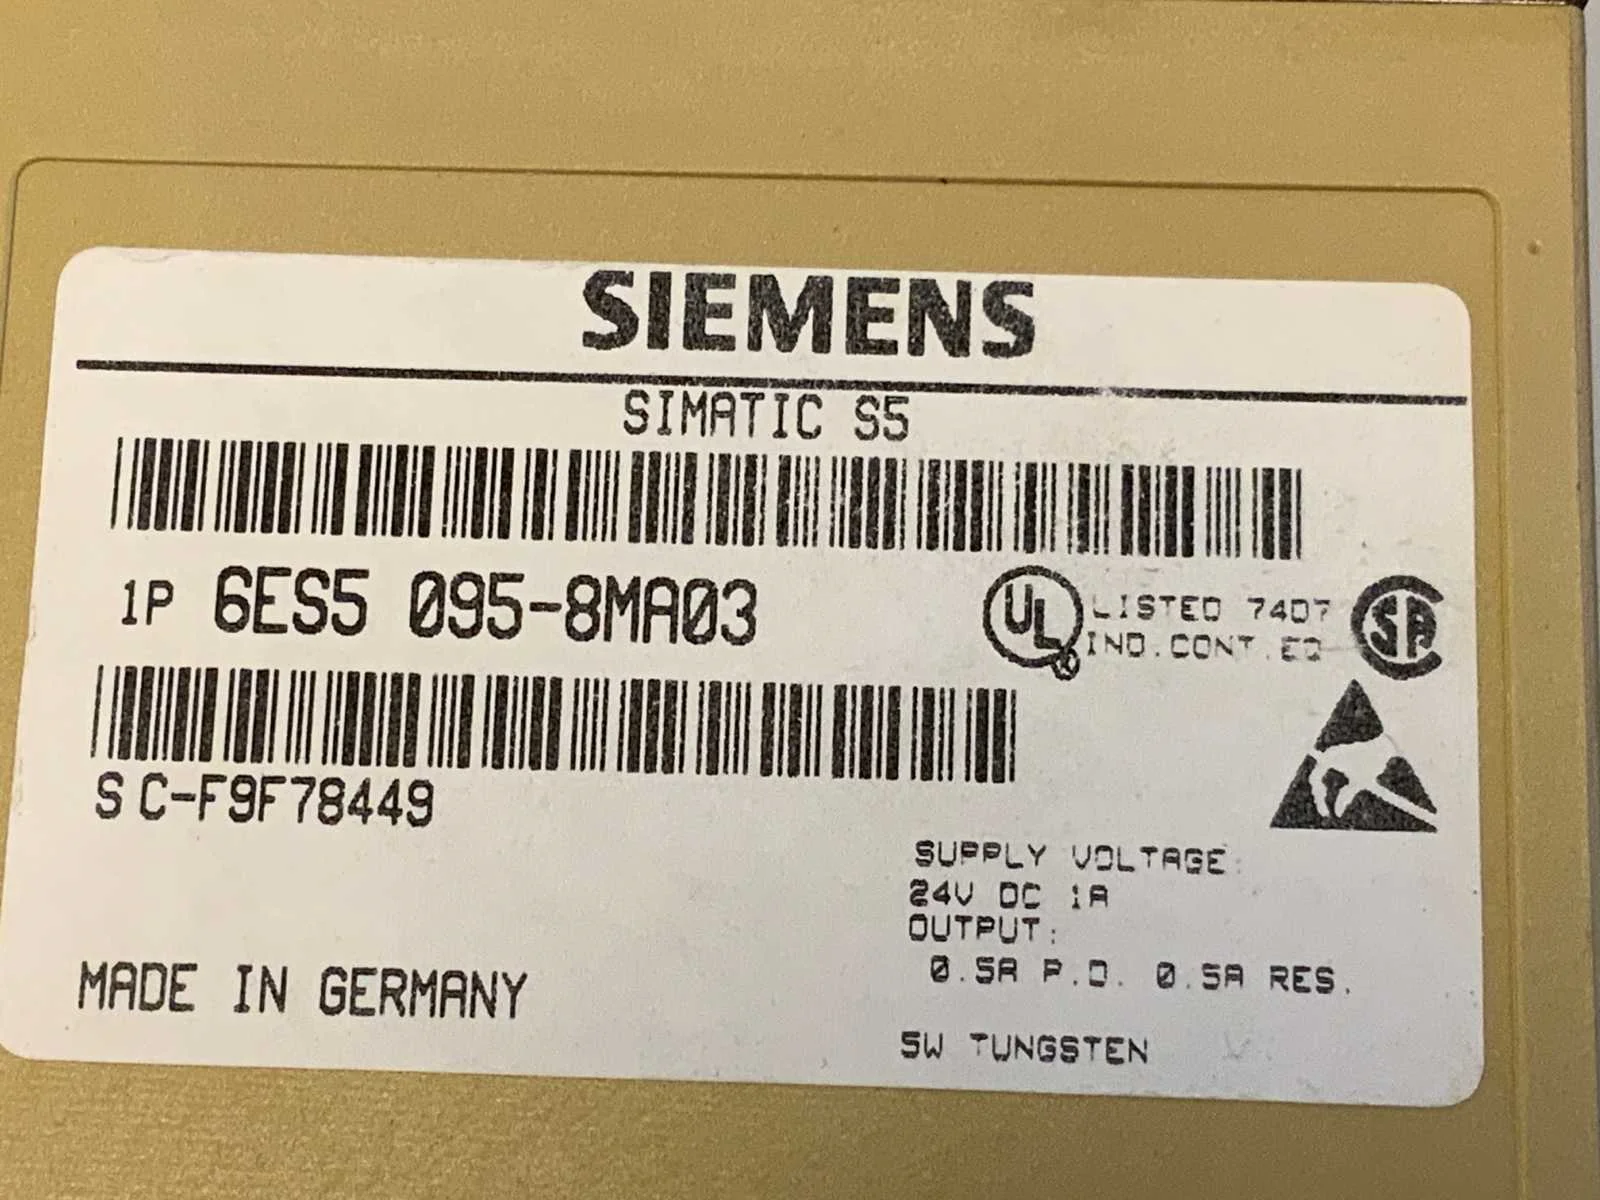 SIEMENS
SIMATIC S5
1P 6ES5 095-8MA03
UL ® LISTED 74D7
IND.CONT.EQ
SA
S C-F9F78449
SUPPLY VOLTAGE:
24V DC 1A
OUTPUT:
0.5A P.D. 0.5A RES.
5W TUNGSTEN
MADE IN GERMANY